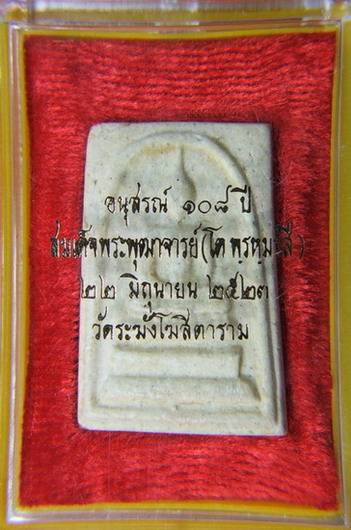 อนุสรณ์ ๑๐๘ ปี
สมเด็จพระพุฒาจารย์(โต พฺรหฺมรํสี)
๒๒ มิถุนายน ๒๕๒๓
วัดระฆังโฆสิตาราม